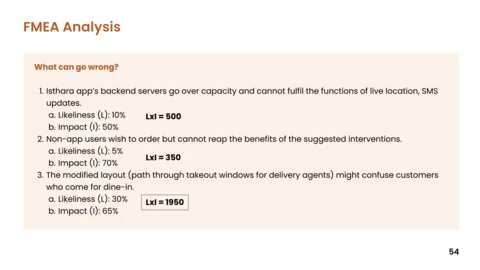 FMEA Analysis
What can go wrong?
1. Isthara app's backend servers go over capacity and cannot fulfil the functions of live location, SMS
updates.
a. Likeliness (L): 10%
LxI = 500
b. Impact (I): 50%
2. Non-app users wish to order but cannot reap the benefits of the suggested interventions.
a. Likeliness (L): 5%
LxI = 350
b. Impact (I): 70%
3. The modified layout (path through takeout windows for delivery agents) might confuse customers
who come for dine-in.
a. Likeliness (L): 30%
LxI = 1950
b. Impact (I): 65%
54